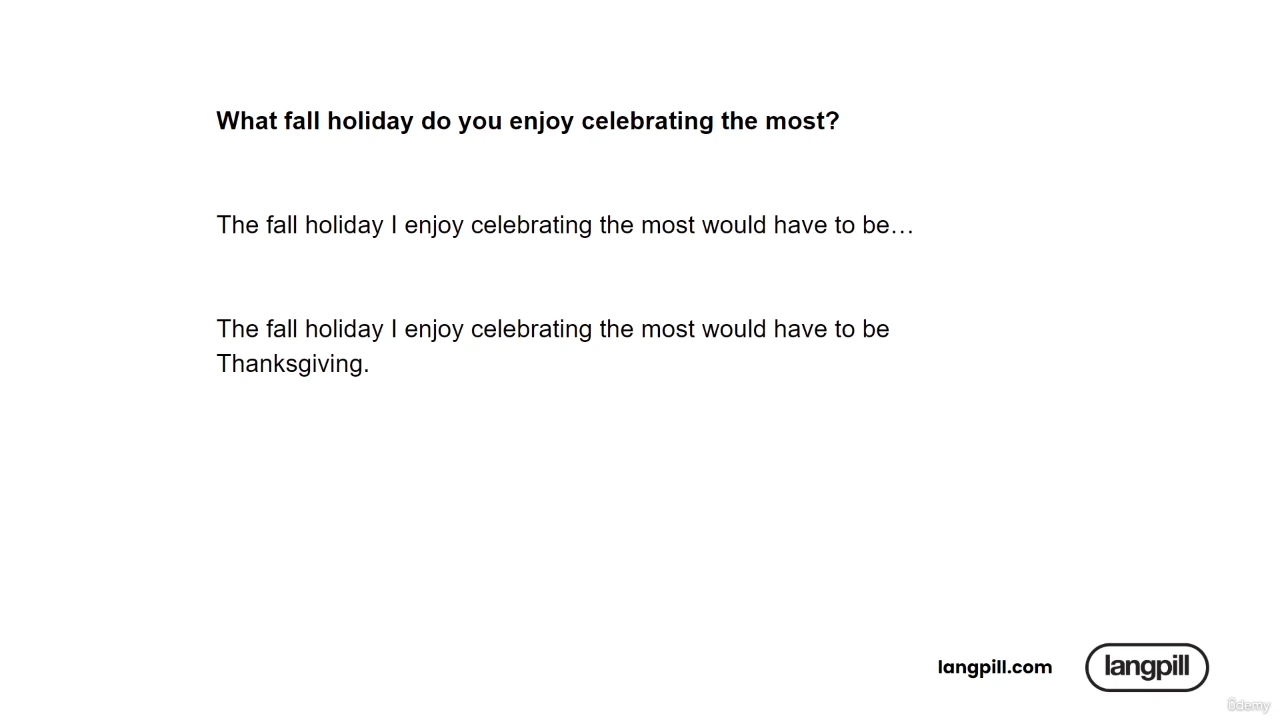 What fall holiday do you enjoy celebrating the most?
The fall holiday I enjoy celebrating the most would have to be…
The fall holiday I enjoy celebrating the most would have to be
Thanksgiving.
langpill.com
langpill
ûdemy